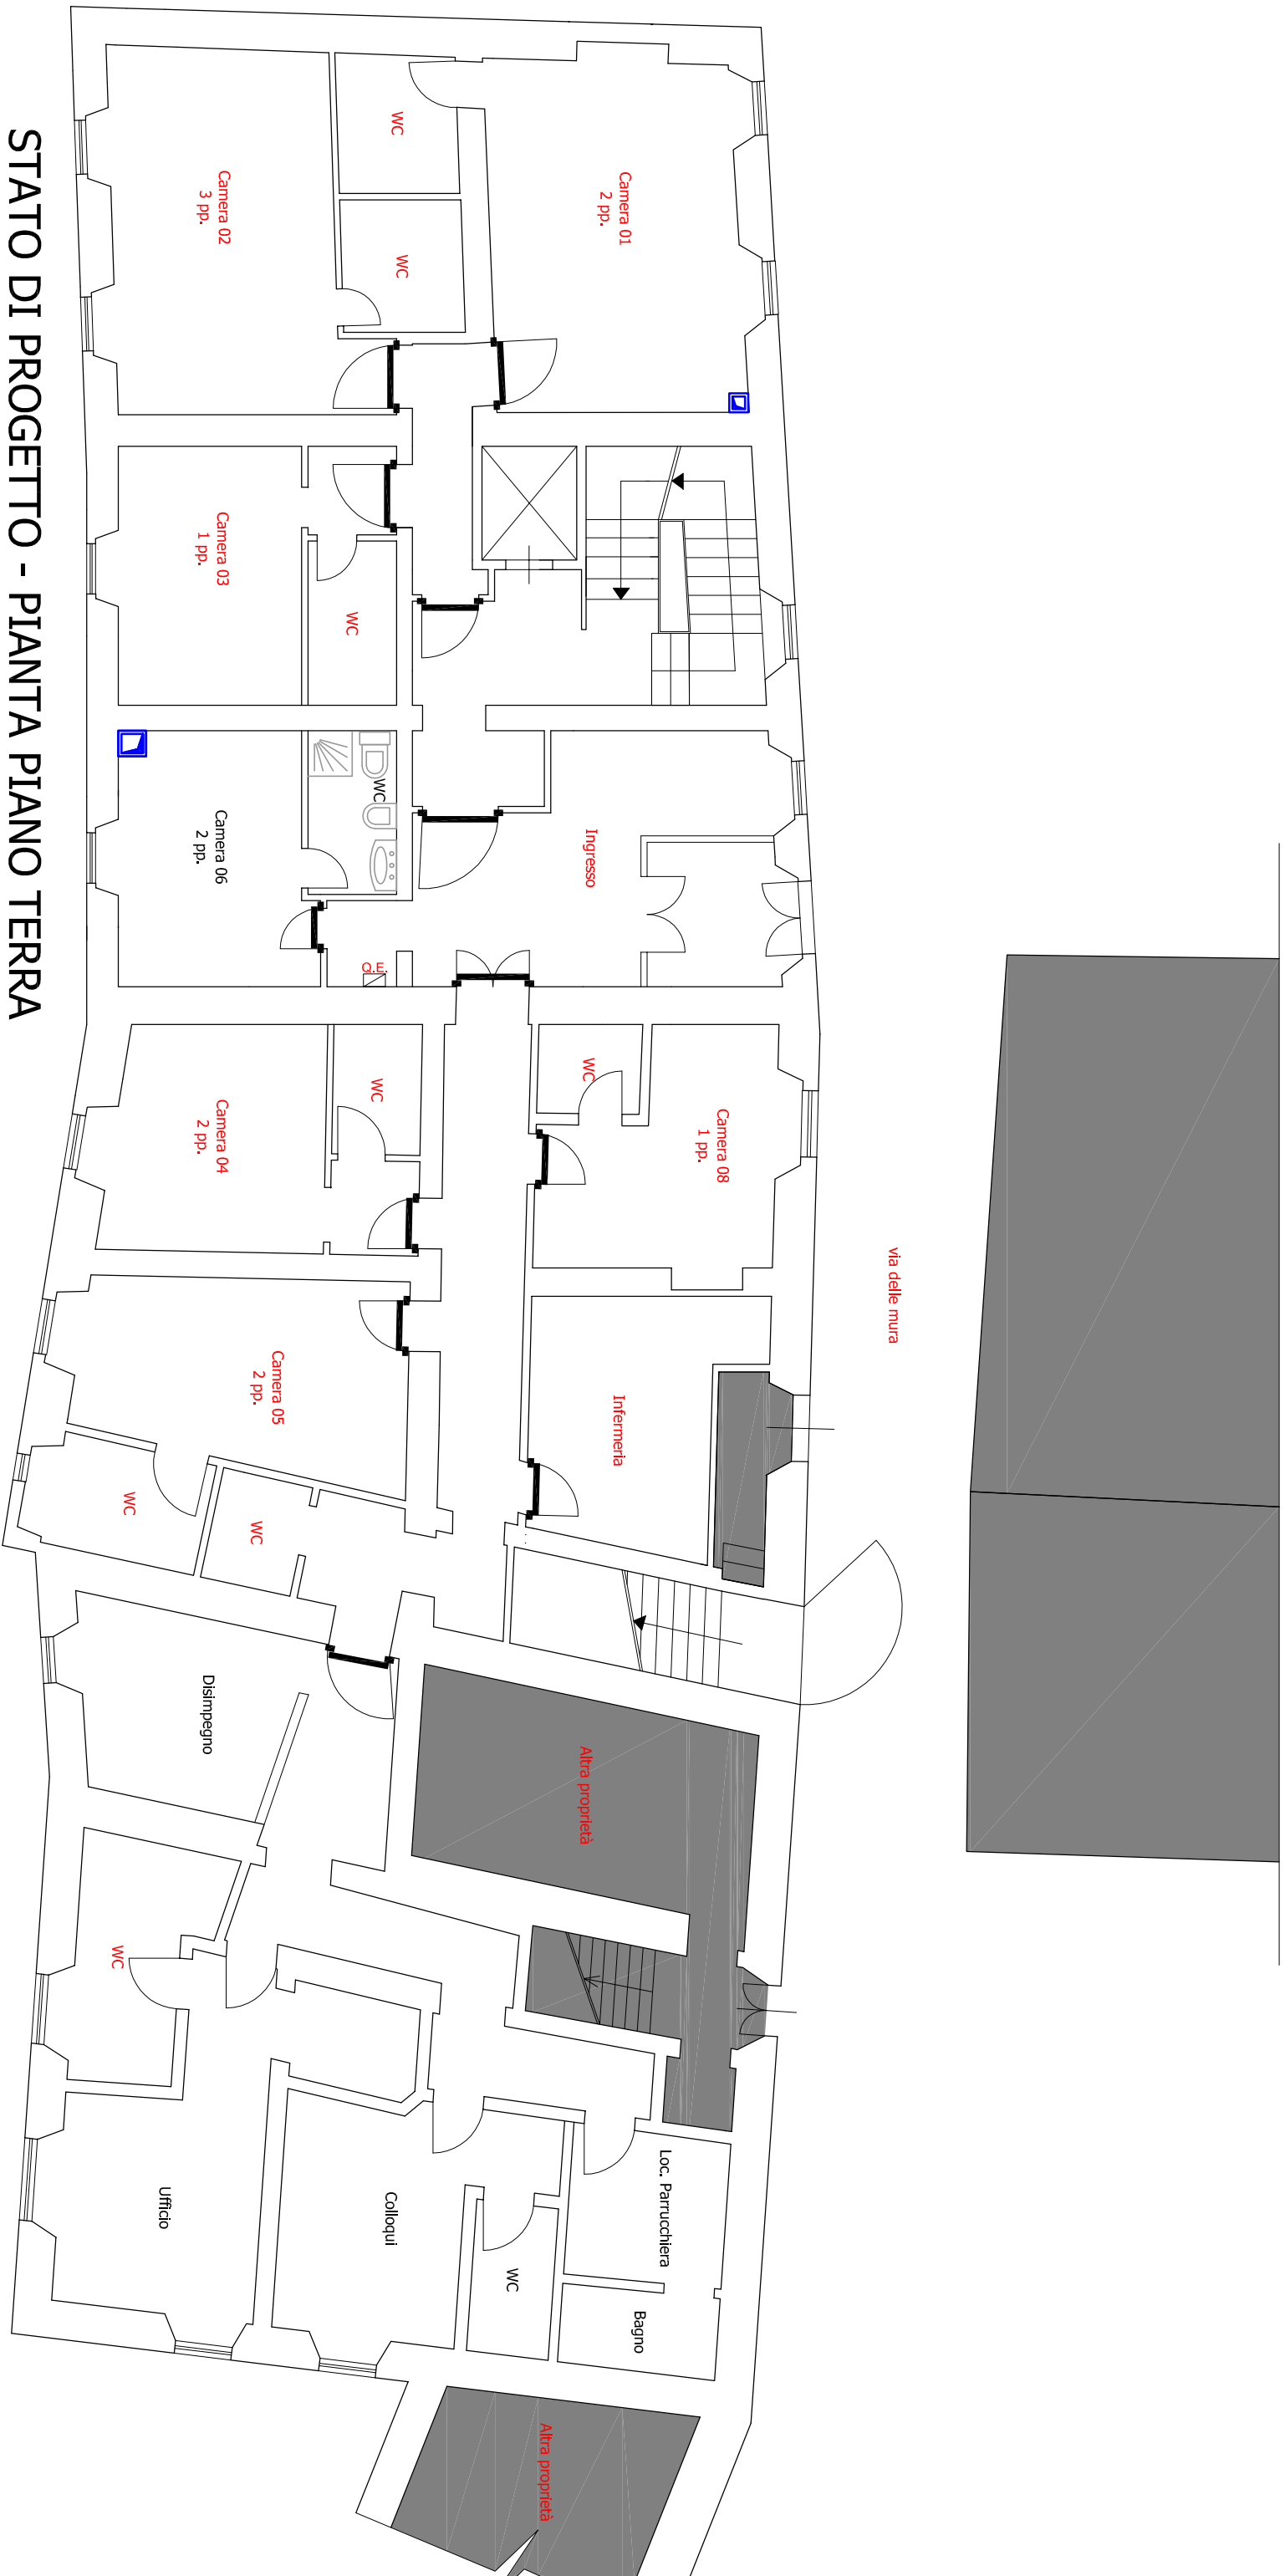 via delle mura
Camera 01
2 pp.
WC
WC
Camera 02
3 pp.
Camera 03
1 pp.
WC
Ingresso
WC
Camera 06
2 pp.
Q.E.
Camera 08
1 pp.
WC
WC
Camera 04
2 pp.
Infermeria
Camera 05
2 pp.
WC
WC
Altra proprietà
Disimpegno
WC
Loc. Parrucchiera
Colloqui
Ufficio
WC
Bagno
Altra proprietà
STATO DI PROGETTO - PIANTA PIANO TERRA